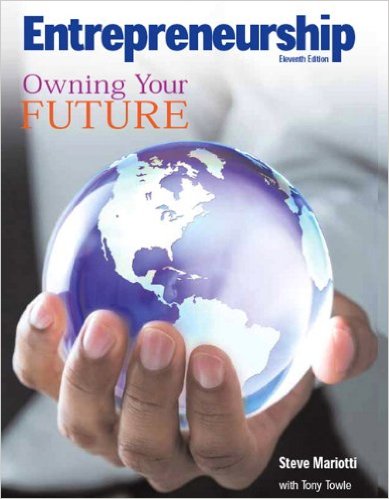 Entrepreneurship
Eleventh Edition
Owning Your
FUTURE
Steve Mariotti
with Tony Towle